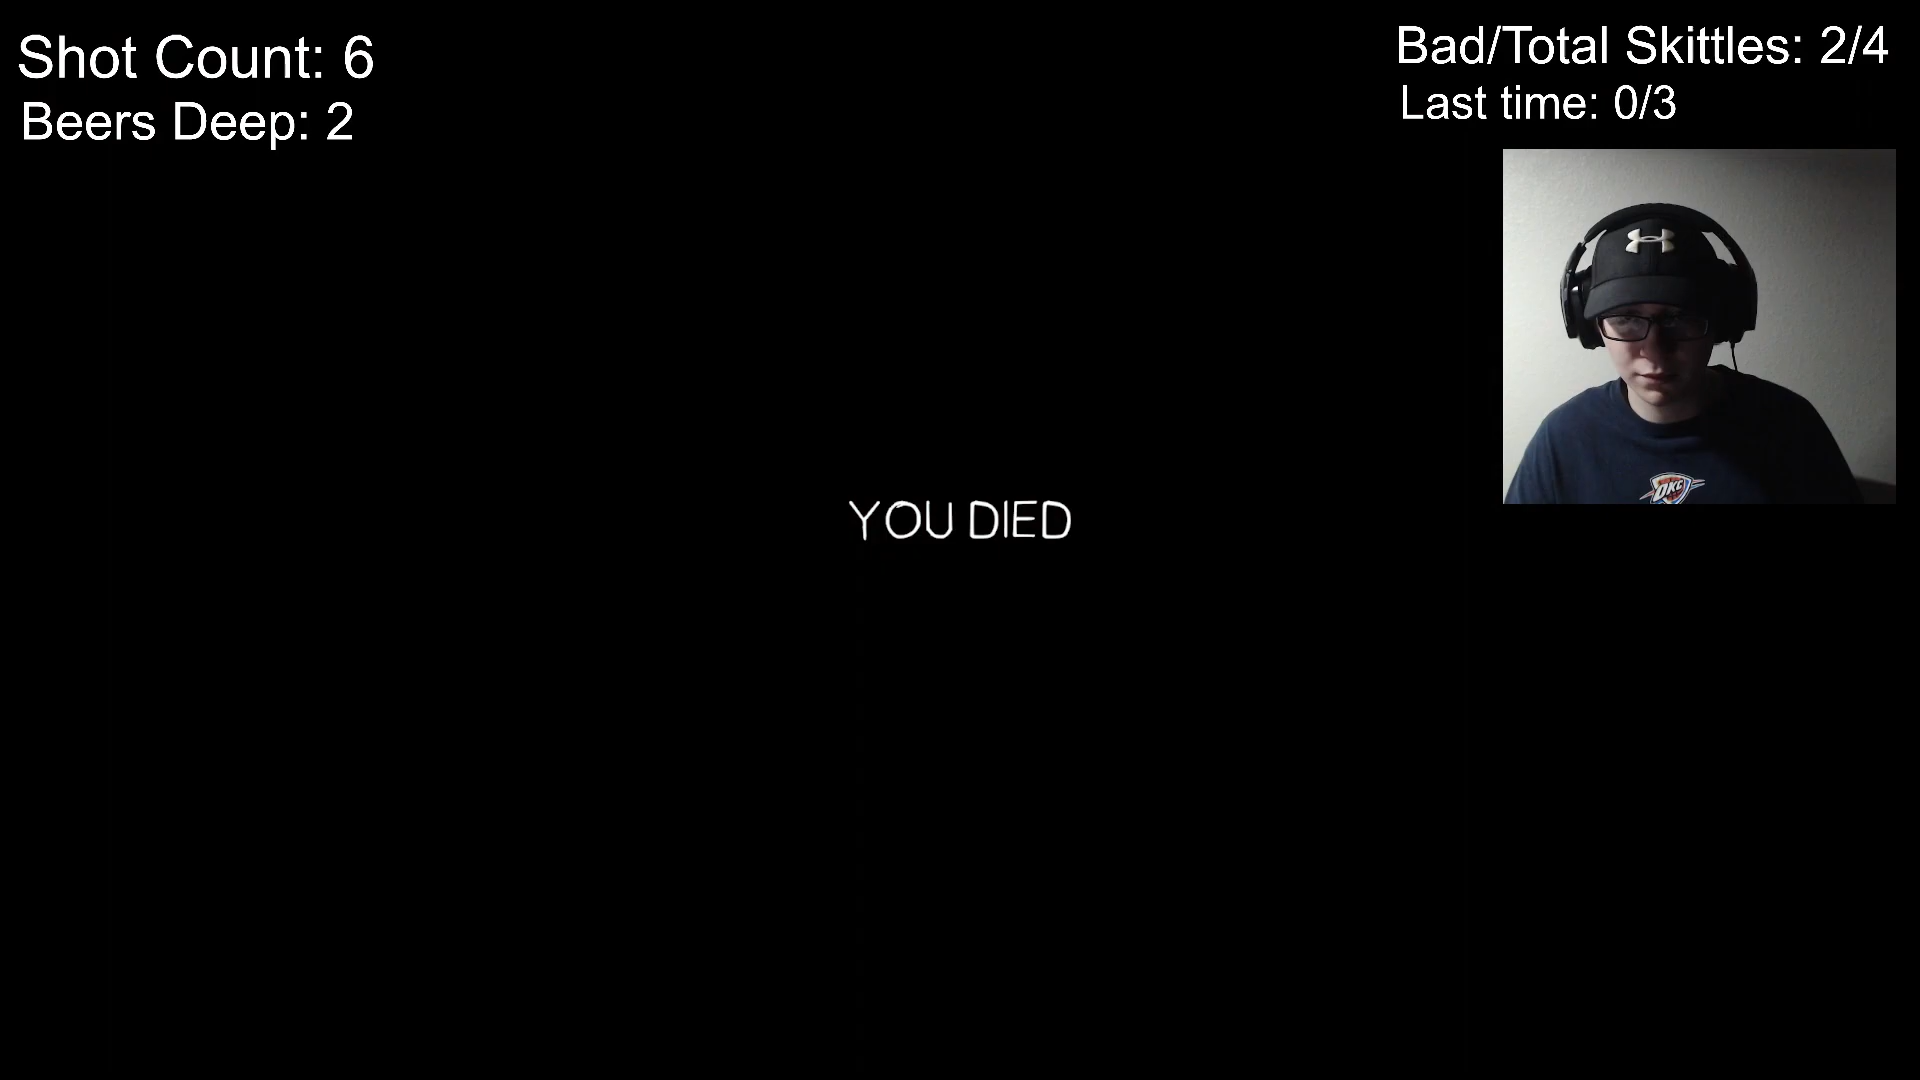 Shot Count: 6
Beers Deep: 2
Bad/Total Skittles: 2/4
Last time: 0/3
OKC
YOU DIED